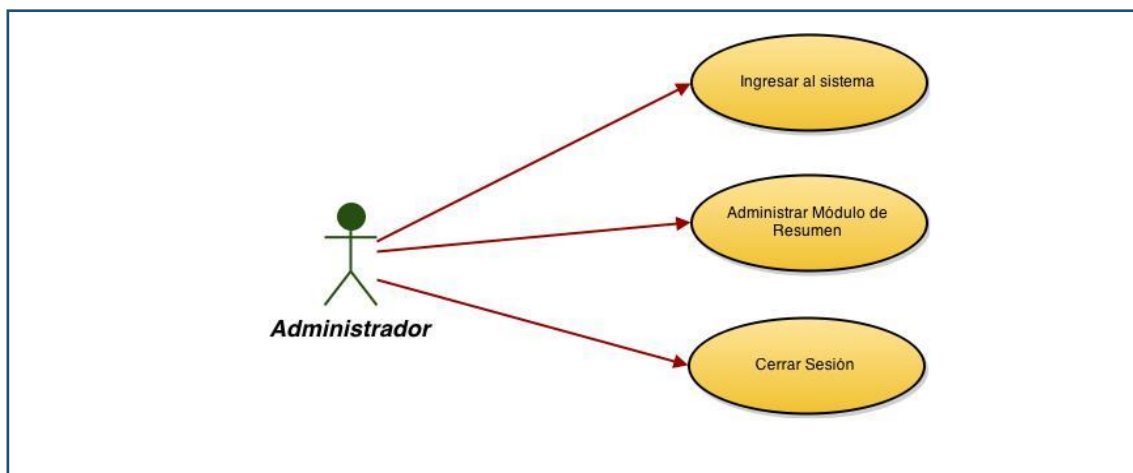 Ingresar al sistema
Administrar Módulo de
Resumen
Administrador
Cerrar Sesión